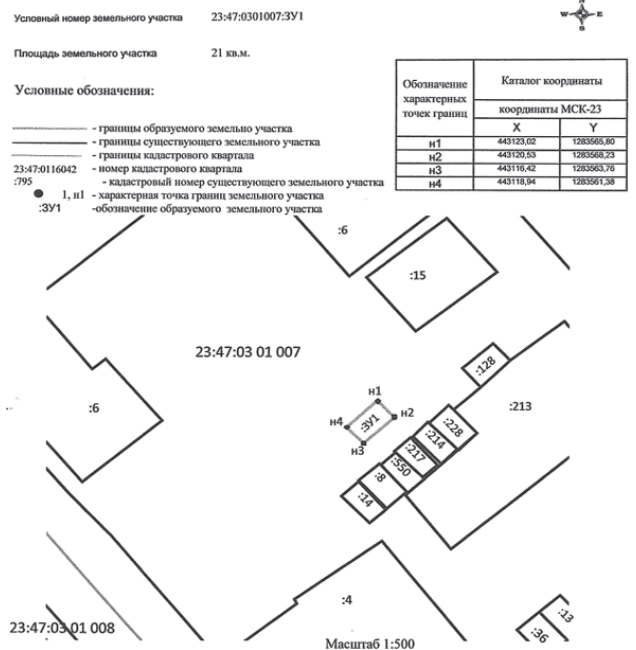 Условный номер земельного участка 23:47:0301007:ЗУ1
N
W E
S
Площадь земельного участка 21 кв.м.
Условные обозначения:
Обозначение характерных точек границ
Каталог координаты
координаты МСК-23
X Y
н1 443123,02 1283565,60
н2 443120,53 1283568,23
н3 443116,42 1283563,76
н4 443118,94 1283561,38
- границы образуемого земельно участка
- границы существующего земельного участка
- границы кадастрового квартала
23:47:0116042 - номер кадастрового квартала
:795 - кадастровый номер существующего земельного участка
1, н1 - характерная точка границ земельного участка
:ЗУ1 -обозначение образуемого земельного участка
:6
:15
23:47:03 01 007
:128
:6
:213
н1
н2
н4
:ЗУ1
н3
:228
:214
:217
:550
:8
:14
:4
:13
:36
23:47:03 01 008
Масштаб 1:500